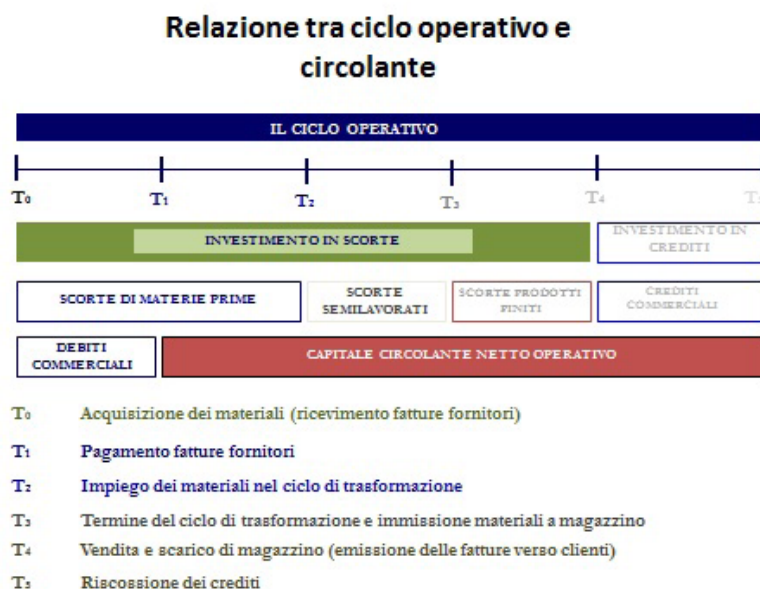 Relazione tra ciclo operativo e
circolante
IL CICLO OPERATIVO
T0 T1 T2 T3 T4 T5
INVESTIMENTO IN SCORTE
INVESTIMENTO IN
CREDITI
SCORTE DI MATERIE PRIME
SCORTE
SEMILAVORATI
SCORTE PRODOTTI
FINITI
CREDITI
COMMERCIALI
DEBITI
COMMERCIALI
CAPITALE CIRCOLANTE NETTO OPERATIVO
T0 Acquisizione dei materiali (ricevimento fatture fornitori)
T1 Pagamento fatture fornitori
T2 Impiego dei materiali nel ciclo di trasformazione
T3 Termine del ciclo di trasformazione e immissione materiali a magazzino
T4 Vendita e scarico di magazzino (emissione delle fatture verso clienti)
T5 Riscossione dei crediti